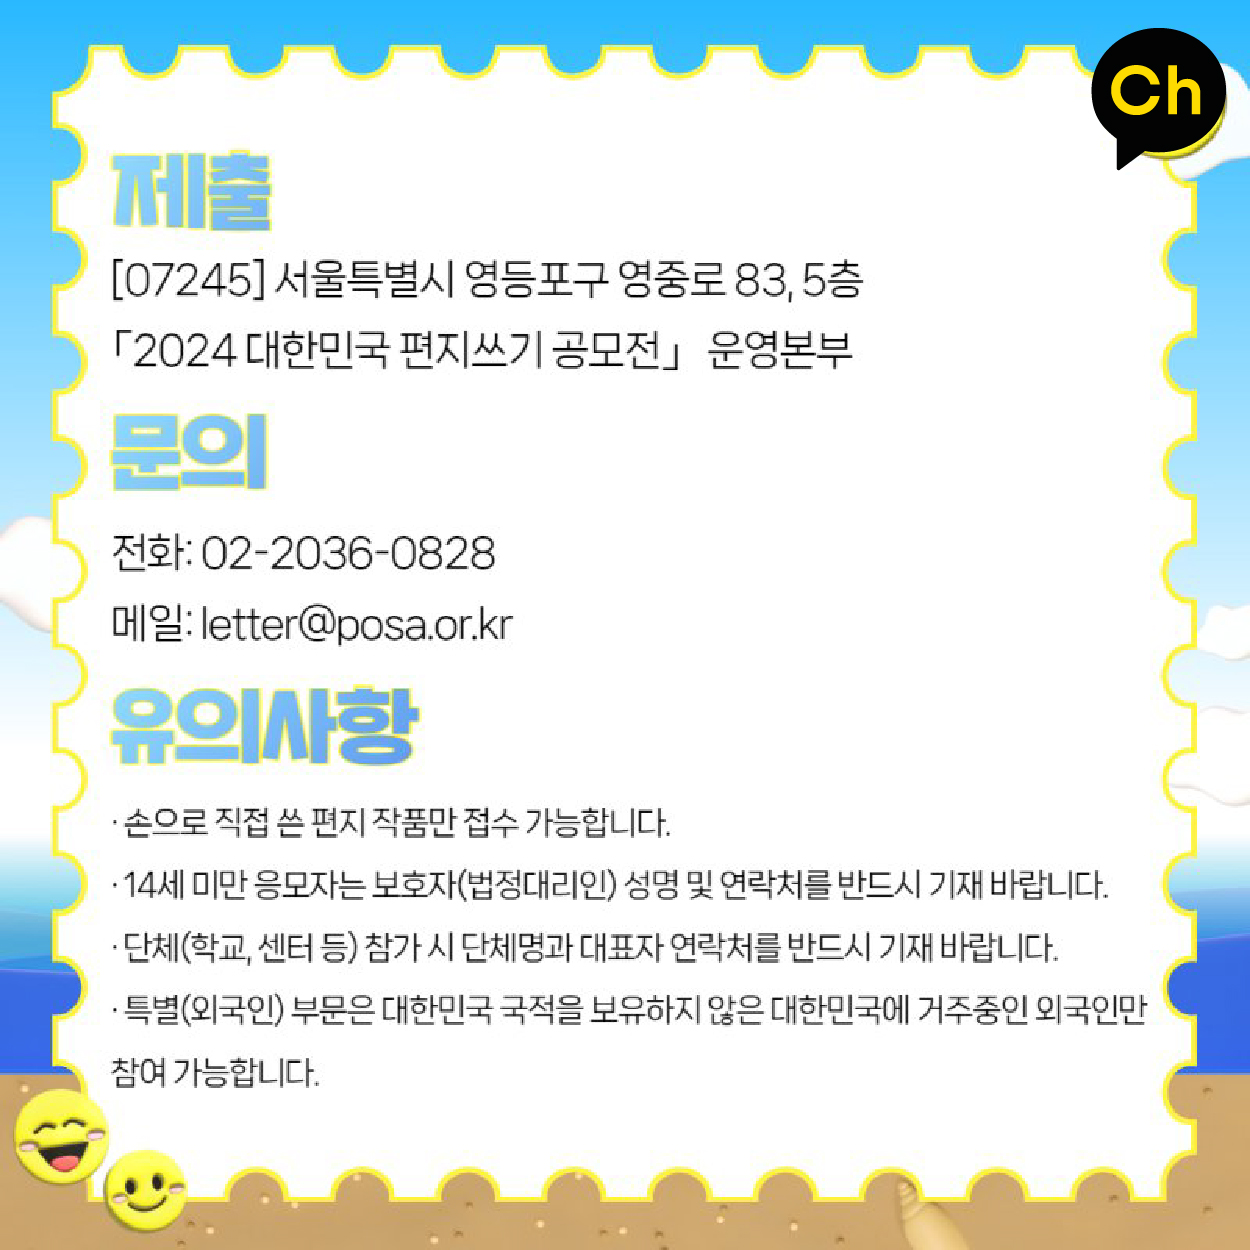 Ch
제출
[07245] 서울특별시 영등포구 영중로 83, 5층
「2024 대한민국 편지쓰기 공모전」 운영본부
문의
전화: 02-2036-0828
메일: letter@posa.or.kr
유의사항
· 손으로 직접 쓴 편지 작품만 접수 가능합니다.
· 14세 미만 응모자는 보호자(법정대리인) 성명 및 연락처를 반드시 기재 바랍니다.
· 단체(학교, 센터 등) 참가 시 단체명과 대표자 연락처를 반드시 기재 바랍니다.
· 특별(외국인) 부문은 대한민국 국적을 보유하지 않은 대한민국에 거주중인 외국인만
참여 가능합니다.